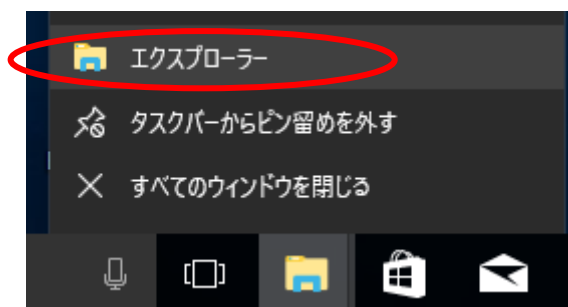 エクスプローラー
タスクバーからピン留めを外す
すべてのウィンドウを閉じる